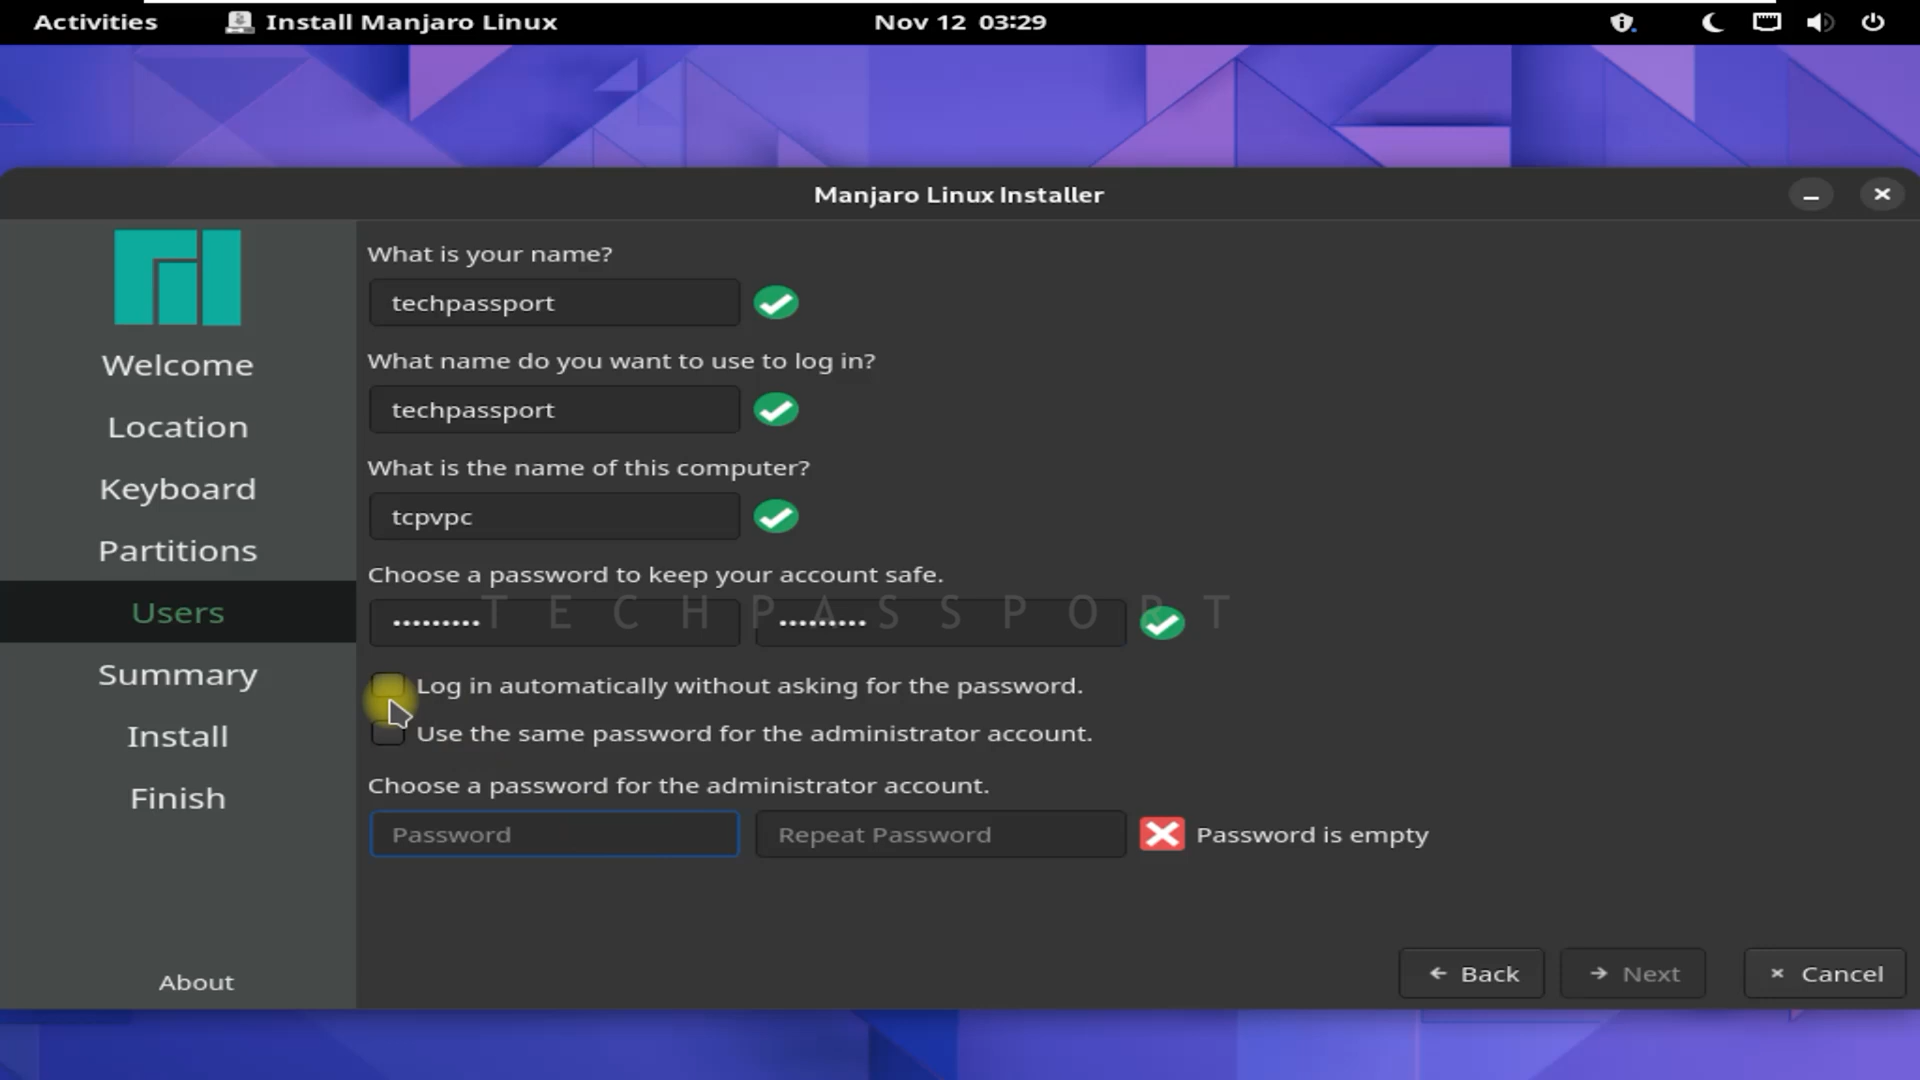 Activities Install Manjaro Linux Nov 12 03:29
Manjaro Linux Installer
Welcome
Location
Keyboard
Partitions
Users
Summary
Install
Finish
About
What is your name?
techpassport
What name do you want to use to log in?
techpassport
What is the name of this computer?
tcpvpc
Choose a password to keep your account safe.
••••••••• •••••••••
TECHPASSPORT
Log in automatically without asking for the password.
Use the same password for the administrator account.
Choose a password for the administrator account.
Password Repeat Password Password is empty
Back Next Cancel